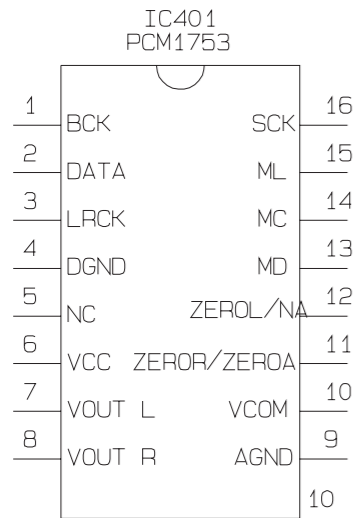 IC401
PCM1753
1 BCK SCK 16
2 DATA ML 15
3 LRCK MC 14
4 DGND MD 13
5 NC ZEROL/NA 12
6 VCC ZEROR/ZEROA 11
7 VOUT L VCOM 10
8 VOUT R AGND 9
10